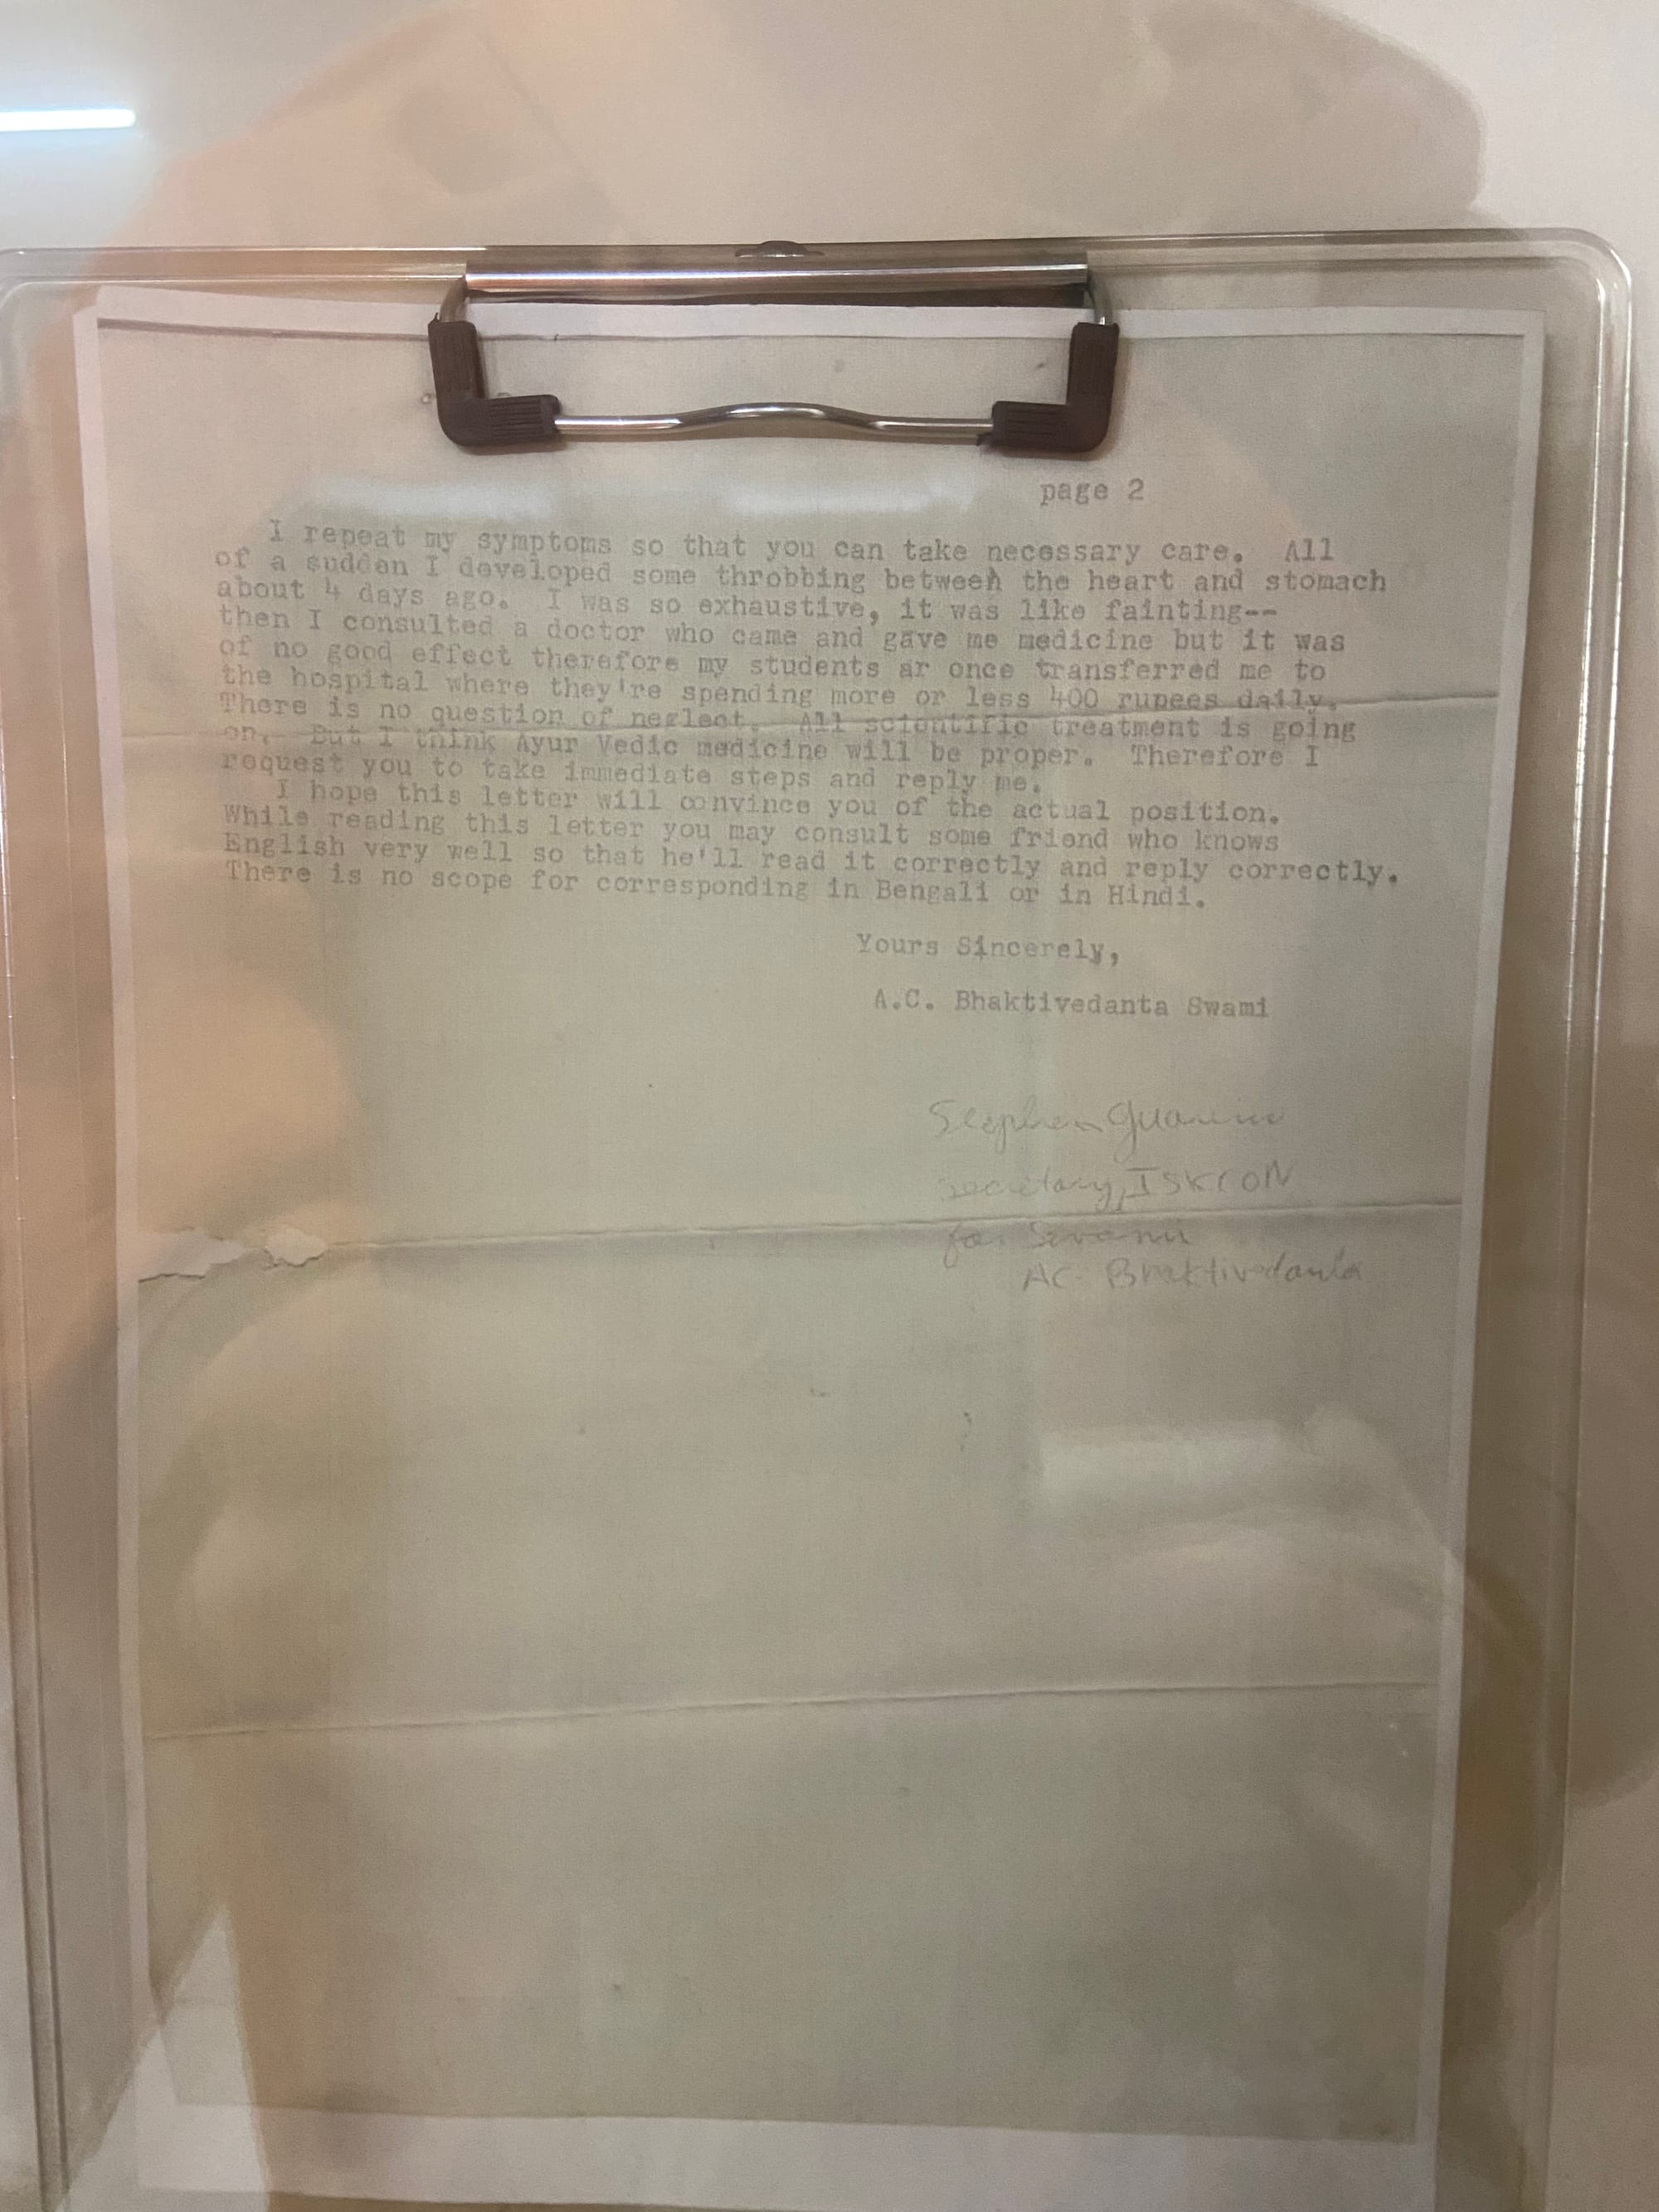 page 2
I repeat my symptoms so that you can take necessary care. All
of a sudden I developed some throbbing between the heart and stomach
about 4 days ago. I was so exhaustive, it was like fainting--
then I consulted a doctor who came and gave me medicine but it was
of no good effect therefore my students ar once transferred me to
the hospital where they're spending more or less 400 rupees daily.
There is no question of neglect. All scientific treatment is going
on. But I think Ayur Vedic medicine will be proper. Therefore I
request you to take immediate steps and reply me.
I hope this letter will convince you of the actual position.
While reading this letter you may consult some friend who knows
English very well so that he'll read it correctly and reply correctly.
There is no scope for corresponding in Bengali or in Hindi.
Yours Sincerely,
A.C. Bhaktivedanta Swami
Stephen Guarino
Secretary, ISKCON
for Swami
AC. Bhaktivedanta